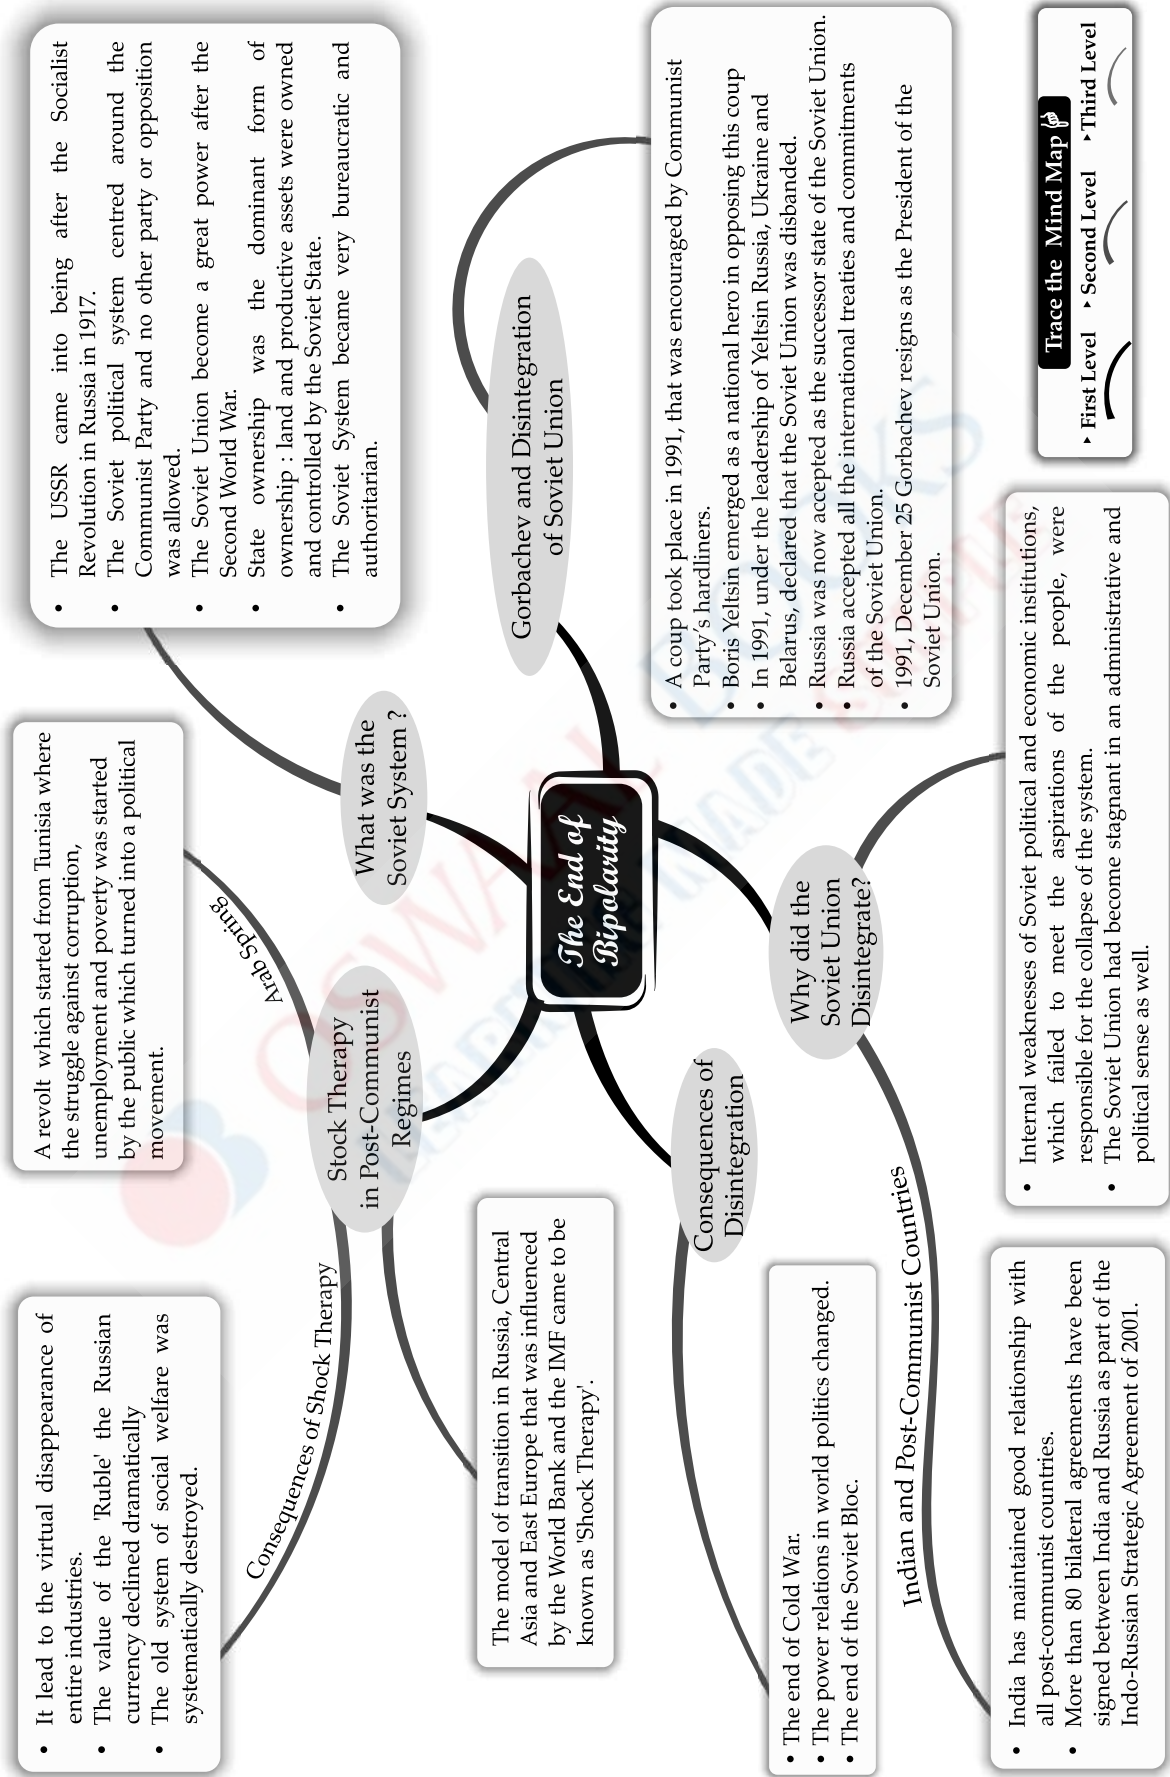 The End of
Bipolarity
What was the
Soviet System ?
• The USSR came into being after the Socialist
Revolution in Russia in 1917.
• The Soviet political system centred around the
Communist Party and no other party or opposition
was allowed.
• The Soviet Union become a great power after the
Second World War.
• State ownership was the dominant form of
ownership : land and productive assets were owned
and controlled by the Soviet State.
• The Soviet System became very bureaucratic and
authoritarian.
Gorbachev and Disintegration
of Soviet Union
• A coup took place in 1991, that was encouraged by Communist
Party's hardliners.
• Boris Yeltsin emerged as a national hero in opposing this coup
• In 1991, under the leadership of Yeltsin Russia, Ukraine and
Belarus, declared that the Soviet Union was disbanded.
• Russia was now accepted as the successor state of the Soviet Union.
• Russia accepted all the international treaties and commitments
of the Soviet Union.
• 1991, December 25 Gorbachev resigns as the President of the
Soviet Union.
Why did the
Soviet Union
Disintegrate?
• Internal weaknesses of Soviet political and economic institutions,
which failed to meet the aspirations of the people, were
responsible for the collapse of the system.
• The Soviet Union had become stagnant in an administrative and
political sense as well.
Indian and Post-Communist Countries
• India has maintained good relationship with
all post-communist countries.
• More than 80 bilateral agreements have been
signed between India and Russia as part of the
Indo-Russian Strategic Agreement of 2001.
Consequences of
Disintegration
• The end of Cold War.
• The power relations in world politics changed.
• The end of the Soviet Bloc.
Stock Therapy
in Post-Communist
Regimes
The model of transition in Russia, Central
Asia and East Europe that was influenced
by the World Bank and the IMF came to be
known as 'Shock Therapy'.
Consequences of Shock Therapy
• It lead to the virtual disappearance of
entire industries.
• The value of the 'Ruble' the Russian
currency declined dramatically
• The old system of social welfare was
systematically destroyed.
Arab Spring
A revolt which started from Tunisia where
the struggle against corruption,
unemployment and poverty was started
by the public which turned into a political
movement.
Trace the Mind Map
▸ First Level ▸ Second Level ▸ Third Level
OSWAAL BOOKS
LEARNING MADE SIMPLE